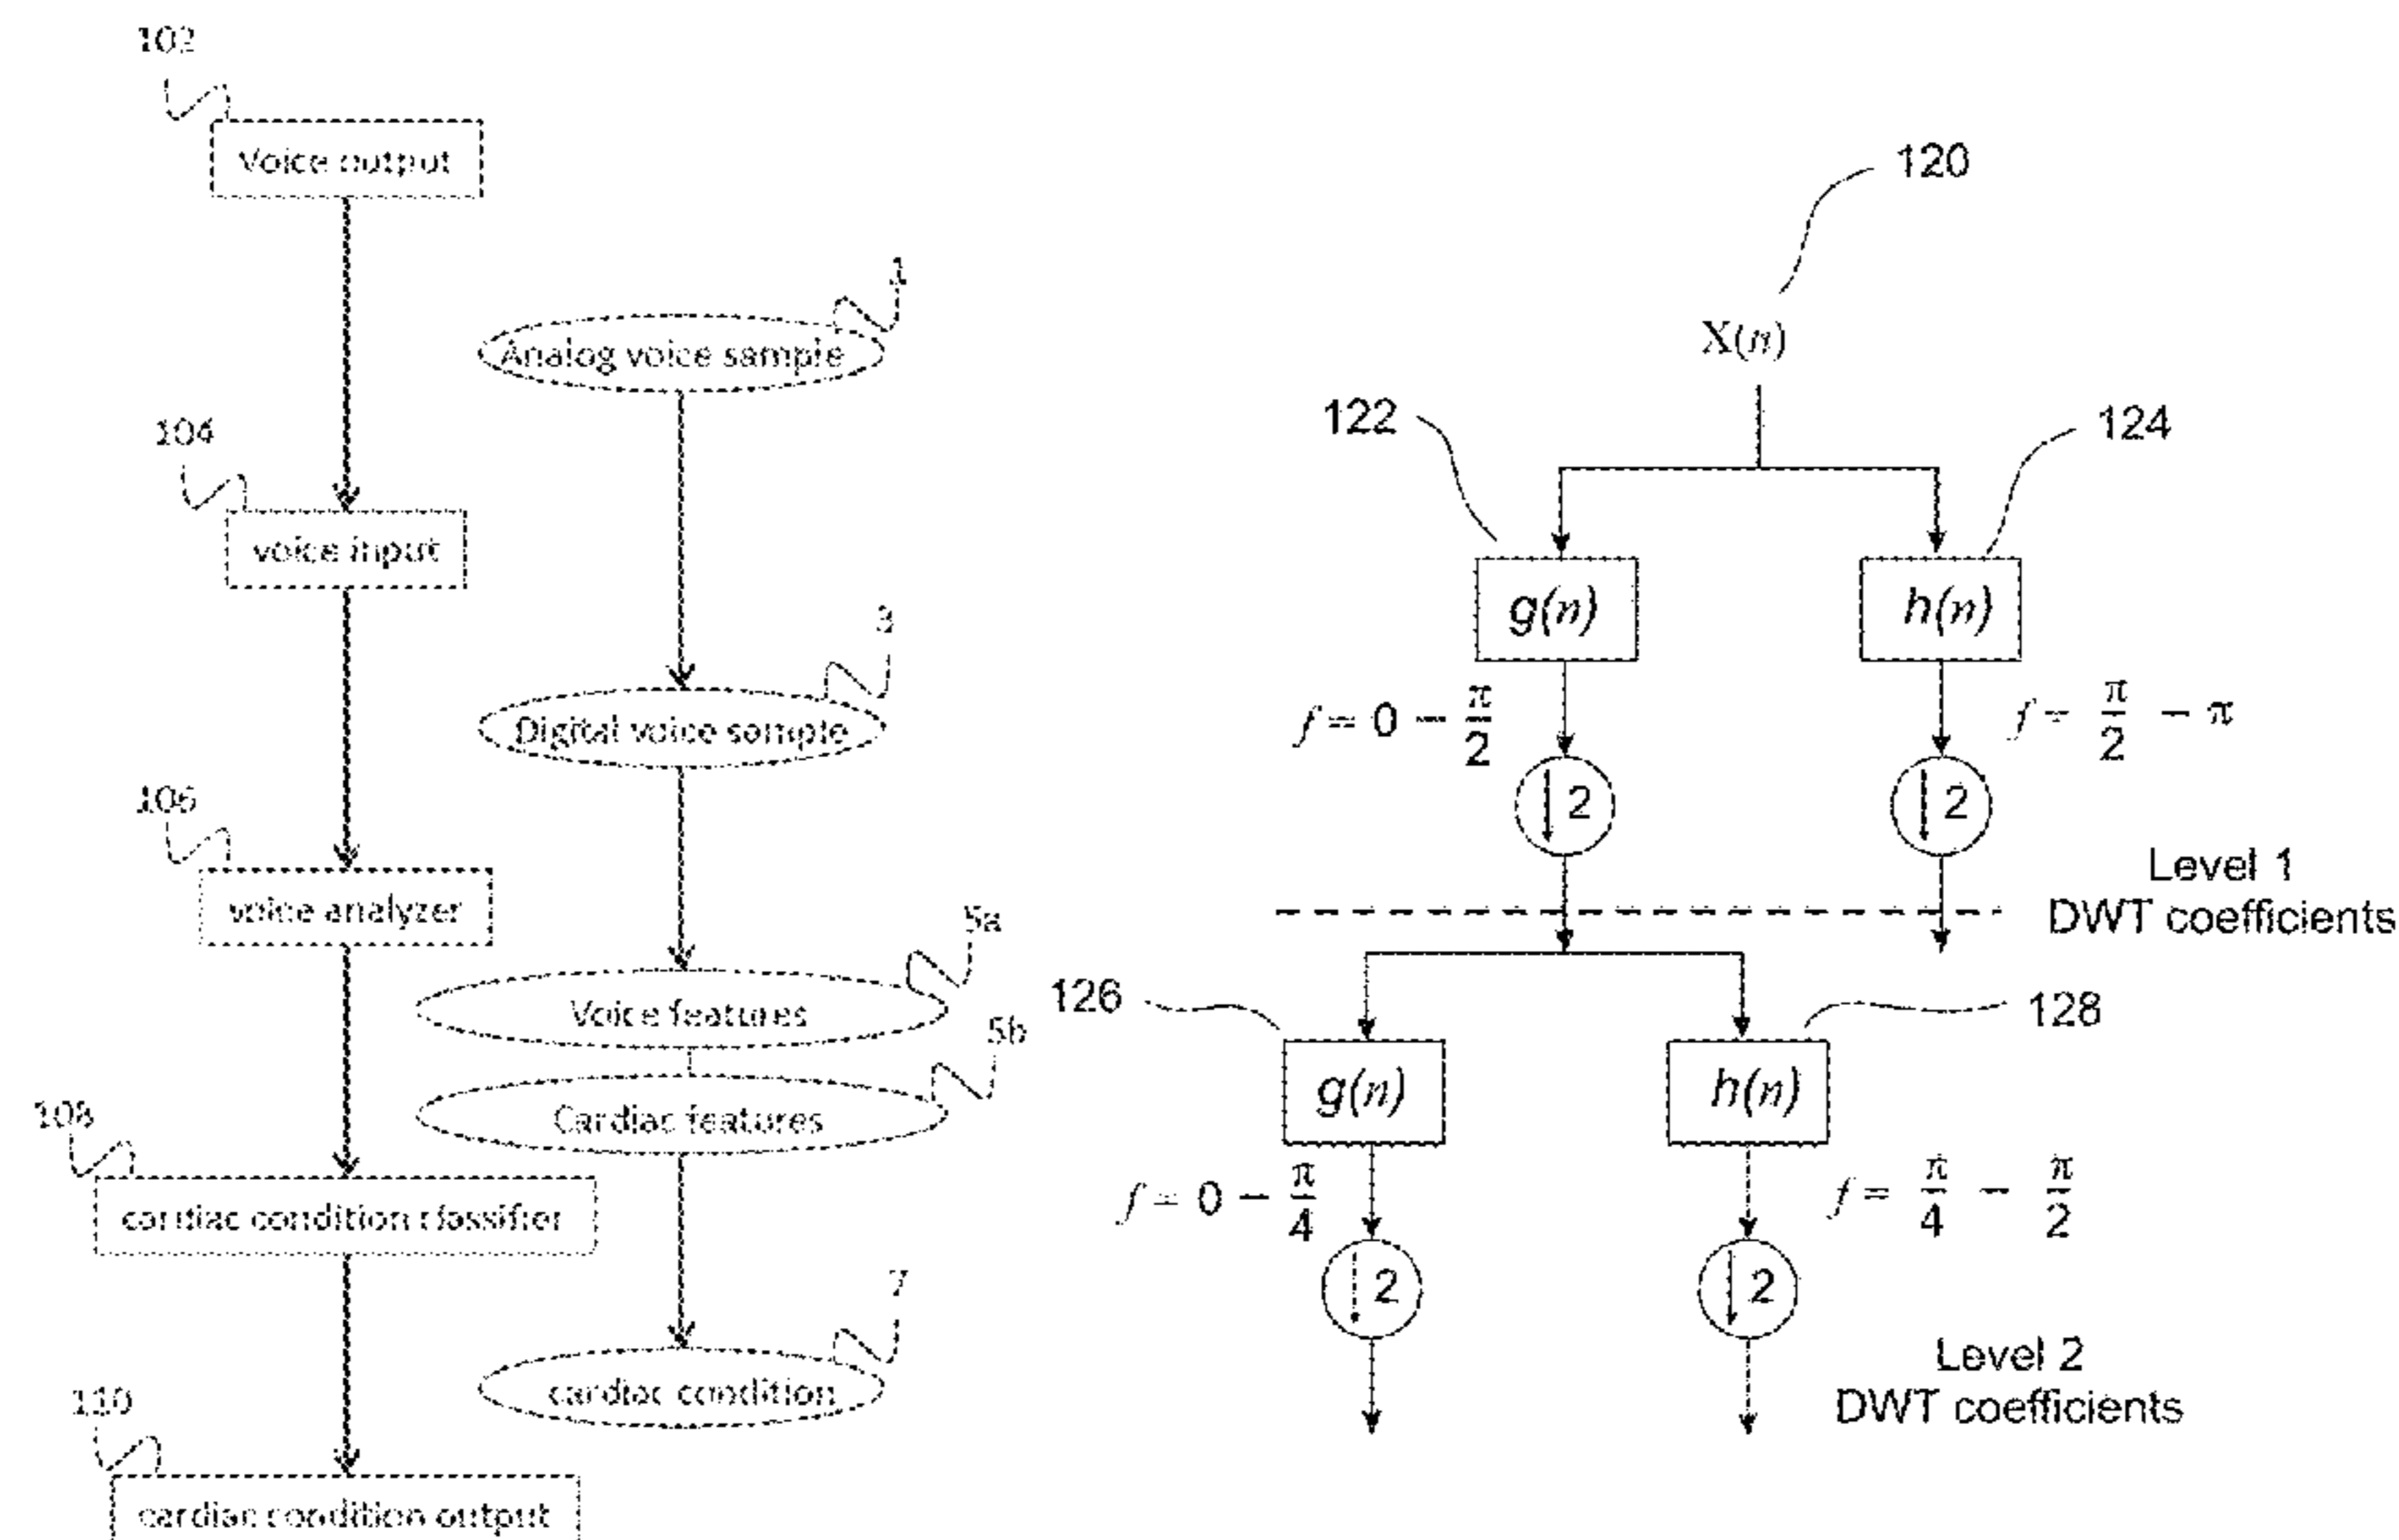 102
Voice output
1
Analog voice sample
104
voice input
3
Digital voice sample
106
voice analyzer
5a
Voice features
5b
Cardiac features
108
cardiac condition classifier
7
cardiac condition
110
cardiac condition output
120
X(n)
122
124
g(n)
h(n)
f = 0 − π/2
f = π/2 − π
2
2
Level 1
DWT coefficients
126
128
g(n)
h(n)
f = 0 − π/4
f = π/4 − π/2
2
2
Level 2
DWT coefficients